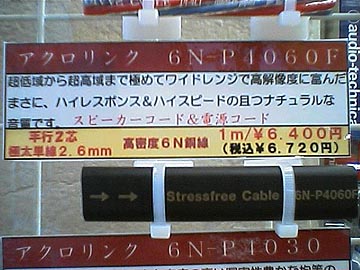 アクロリンク 6N-P4060F
超低域から超高域まで極めてワイドレンジで高解像度に富んだ
まさに、ハイレスポンス&ハイスピードの且つナチュラルな
音質です。 スピーカーコード&電源コード
平行2芯 高密度6N銅線 1m/¥6.400円
極太単線2.6mm (税込¥6.720円)
→ → Stressfree Cable 6N-P4060F
アクロリンク 6N-P4030
audio-technica